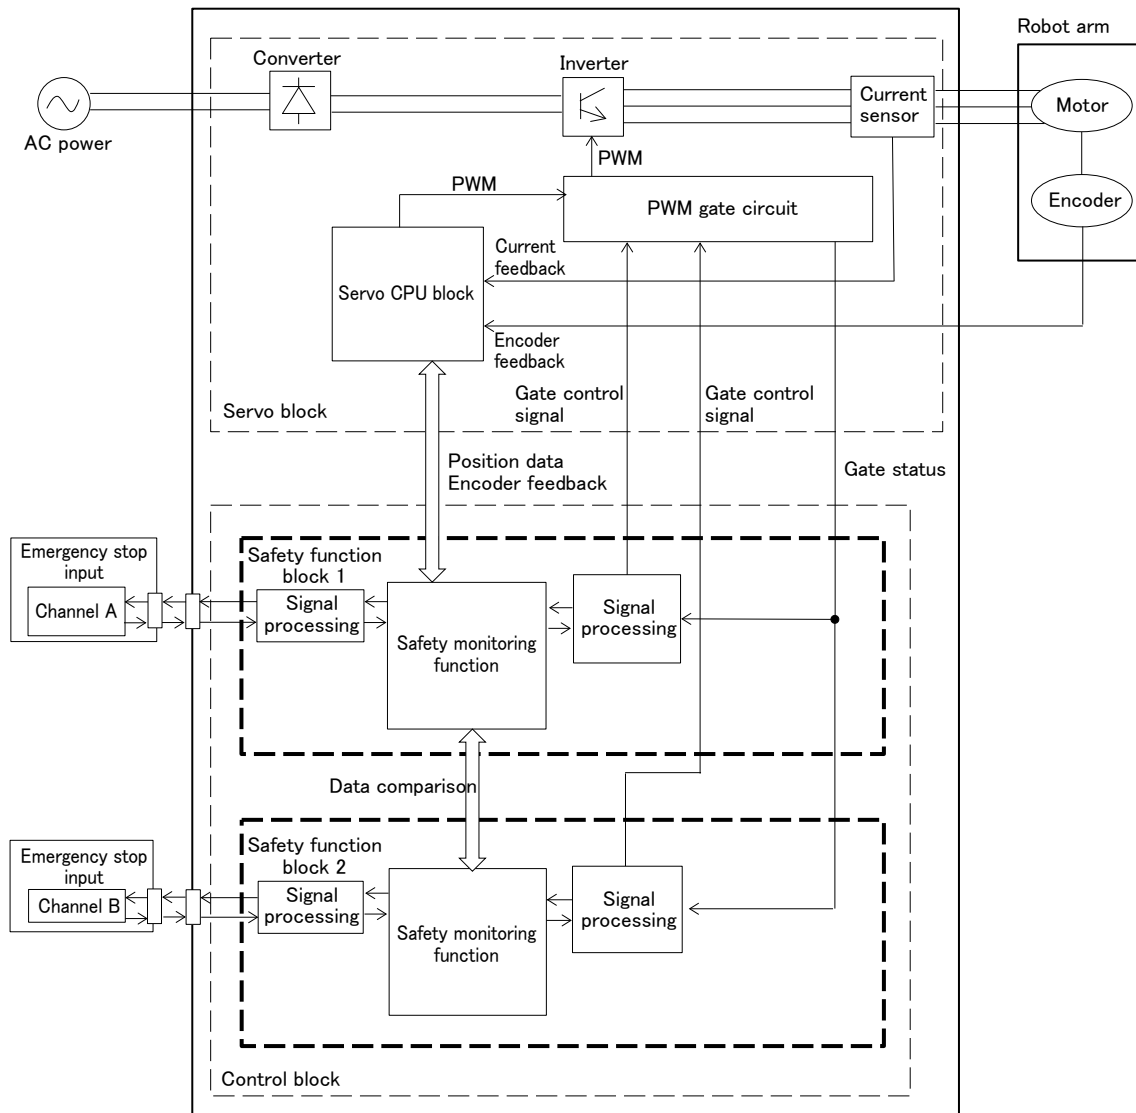 Robot arm
Converter
Inverter
Current
sensor
Motor
AC power
PWM
PWM
Encoder
PWM gate circuit
Current
feedback
Servo CPU block
Encoder
feedback
Gate control
signal
Gate control
signal
Servo block
Position data
Encoder feedback
Gate status
Emergency stop
input
Channel A
Safety function
block 1
Signal
processing
Safety monitoring
function
Signal
processing
Data comparison
Emergency stop
input
Channel B
Safety function
block 2
Signal
processing
Safety monitoring
function
Signal
processing
Control block